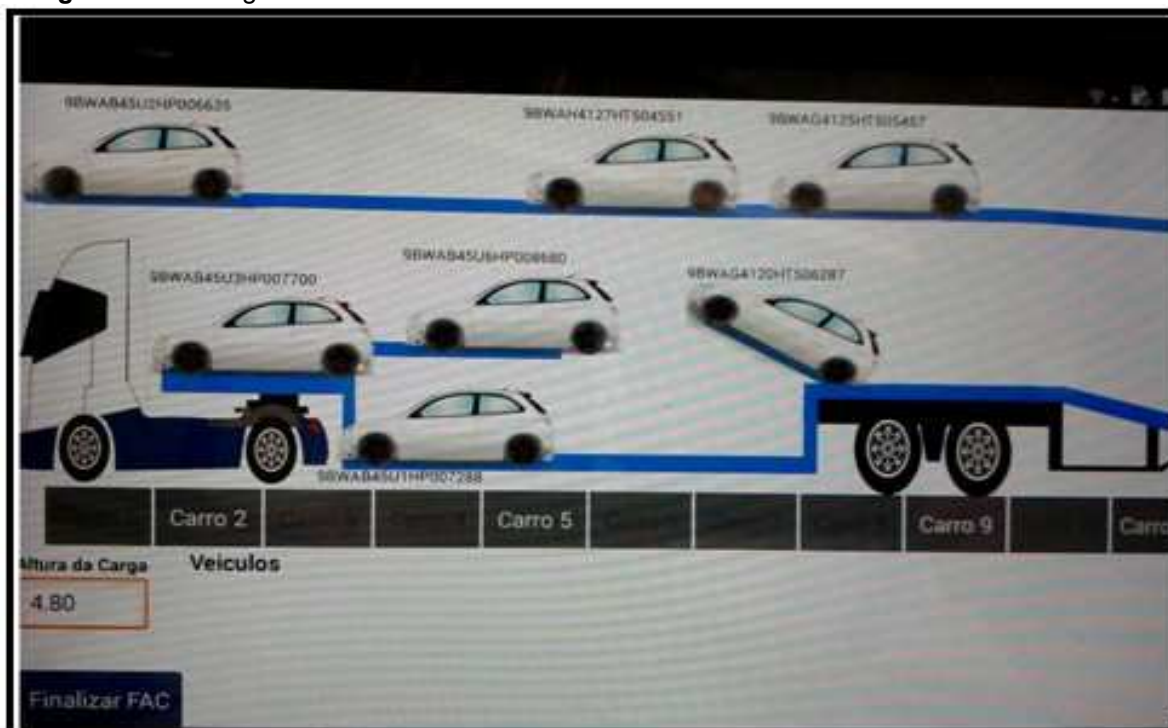 9BWAB45U2HP006635
9BWAH4127HT504551
9BWAG4125HT505457
9BWAB45U3HP007700
9BWAB45U6HP008680
9BWAG4120HT506287
9BWAB45U1HP007288
Carro 2
Carro 5
Carro 9
Carro
Altura da Carga
Veiculos
4.80
Finalizar FAC